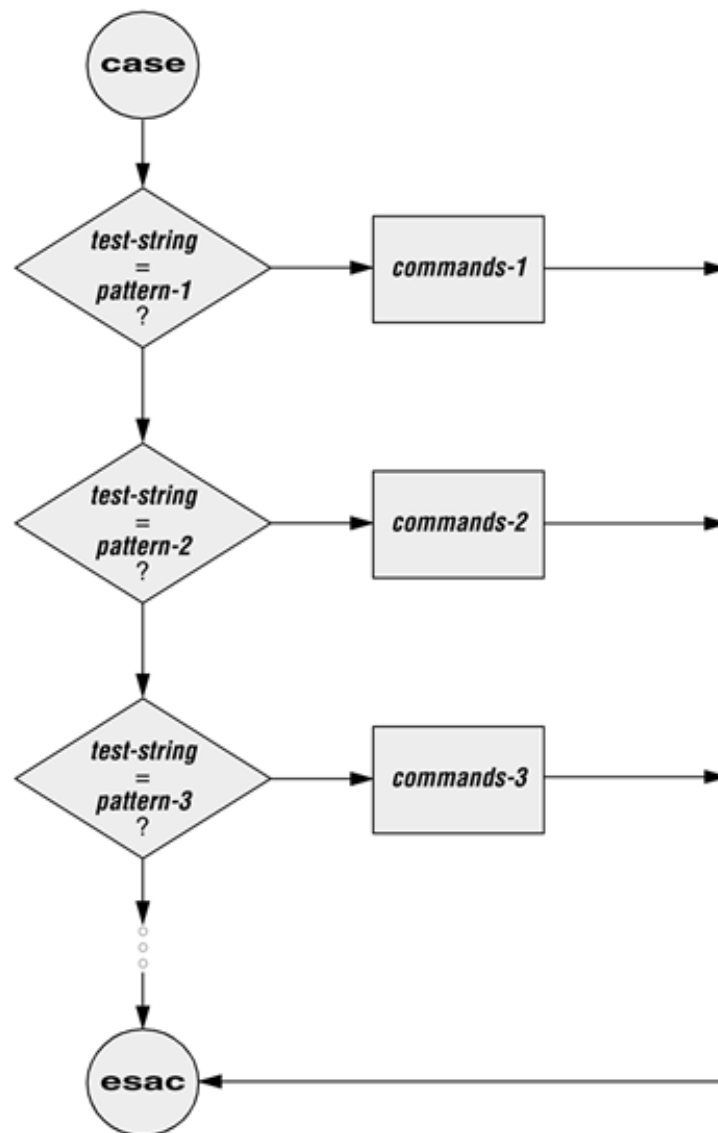 case
test-string
=
pattern-1
?
commands-1
test-string
=
pattern-2
?
commands-2
test-string
=
pattern-3
?
commands-3
esac